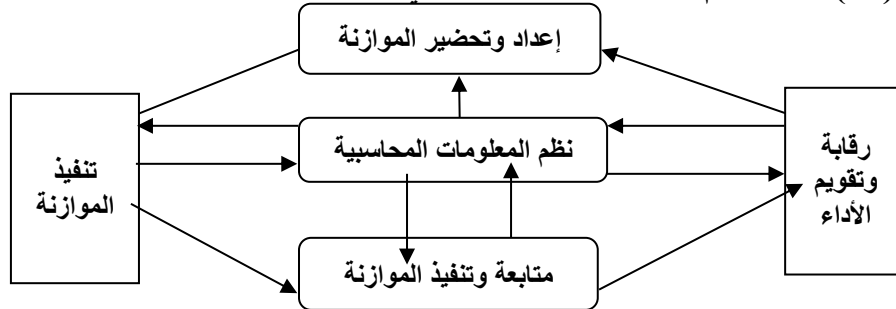 إعداد وتحضير الموازنة
نظم المعلومات المحاسبية
رقابة
وتقويم
الأداء
تنفيذ
الموازنة
متابعة وتنفيذ الموازنة